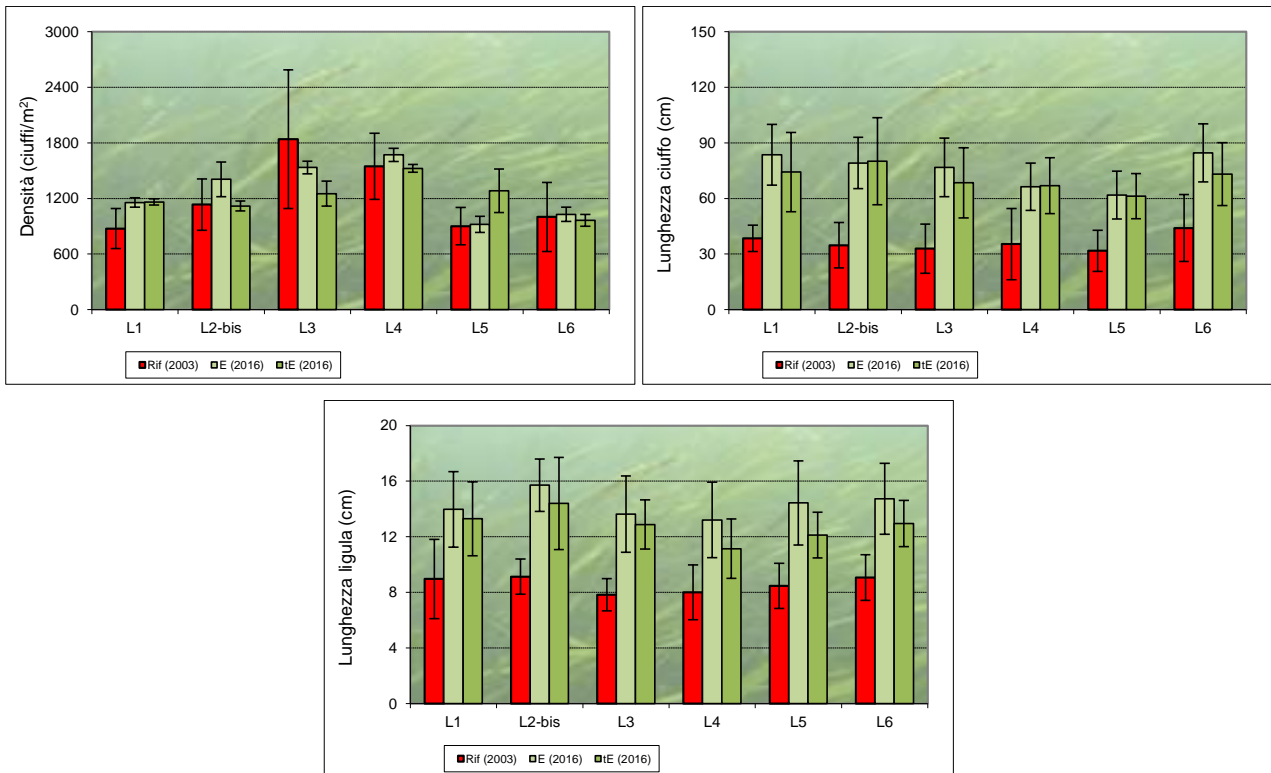 Densità (ciuffi/m²)
3000
2400
1800
1200
600
0
L1 L2-bis L3 L4 L5 L6
Rif (2003) E (2016) tE (2016)
Lunghezza ciuffo (cm)
150
120
90
60
30
0
L1 L2-bis L3 L4 L5 L6
Rif (2003) E (2016) tE (2016)
Lunghezza ligula (cm)
20
16
12
8
4
0
L1 L2-bis L3 L4 L5 L6
Rif (2003) E (2016) tE (2016)